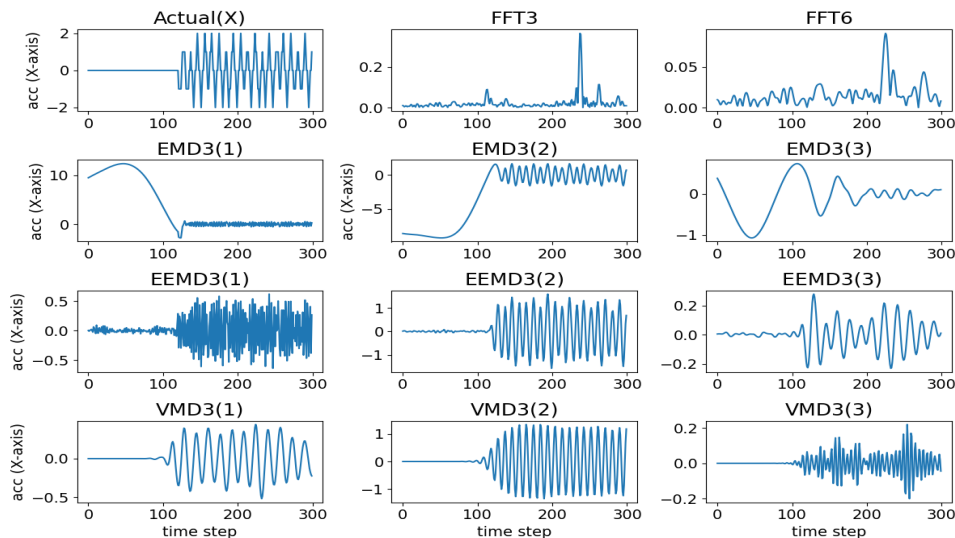 Actual(X) FFT3 FFT6
acc (X-axis)
2
0
−2
0 100 200 300
0.2
0.0
0 100 200 300
0.05
0.00
0 100 200 300
EMD3(1) EMD3(2) EMD3(3)
acc (X-axis)
10
0
0 100 200 300
acc (X-axis)
0
−5
0 100 200 300
0
−1
0 100 200 300
EEMD3(1) EEMD3(2) EEMD3(3)
acc (X-axis)
0.5
0.0
−0.5
0 100 200 300
1
0
−1
0 100 200 300
0.2
0.0
−0.2
0 100 200 300
VMD3(1) VMD3(2) VMD3(3)
acc (X-axis)
0.0
−0.5
0 100 200 300
time step
1
0
−1
0 100 200 300
time step
0.2
0.0
−0.2
0 100 200 300
time step